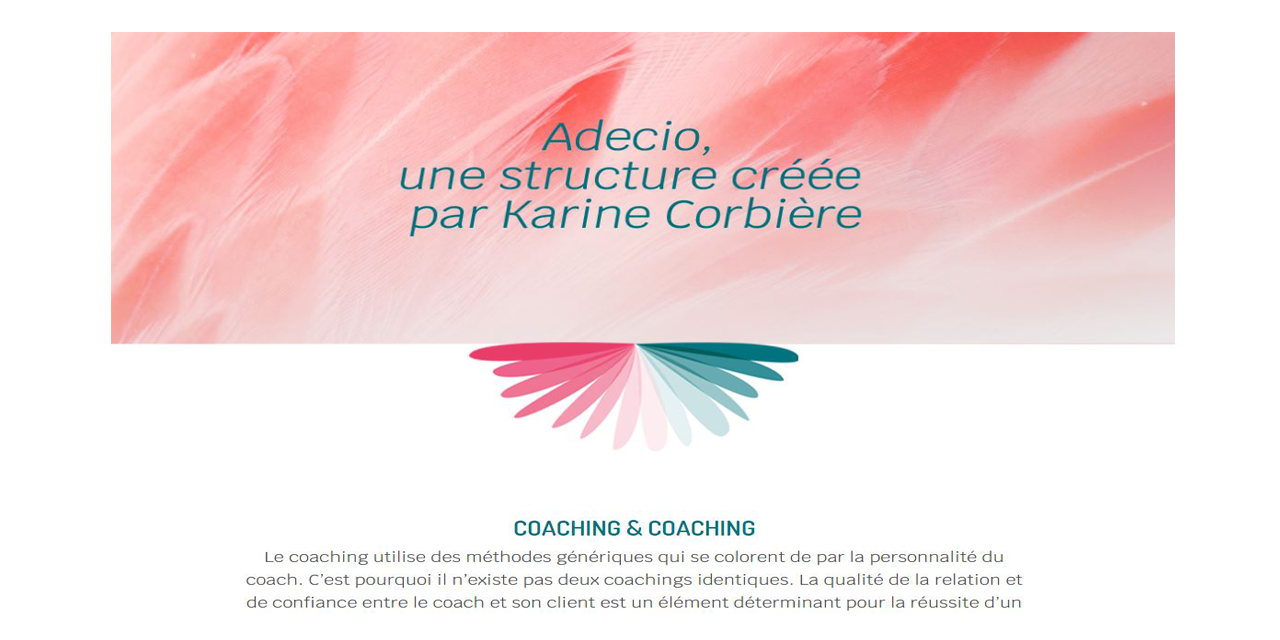 Adecio,
une structure créée
par Karine Corbière
COACHING & COACHING
Le coaching utilise des méthodes génériques qui se colorent de par la personnalité du
coach. C'est pourquoi il n'existe pas deux coachings identiques. La qualité de la relation et
de confiance entre le coach et son client est un élément déterminant pour la réussite d'un